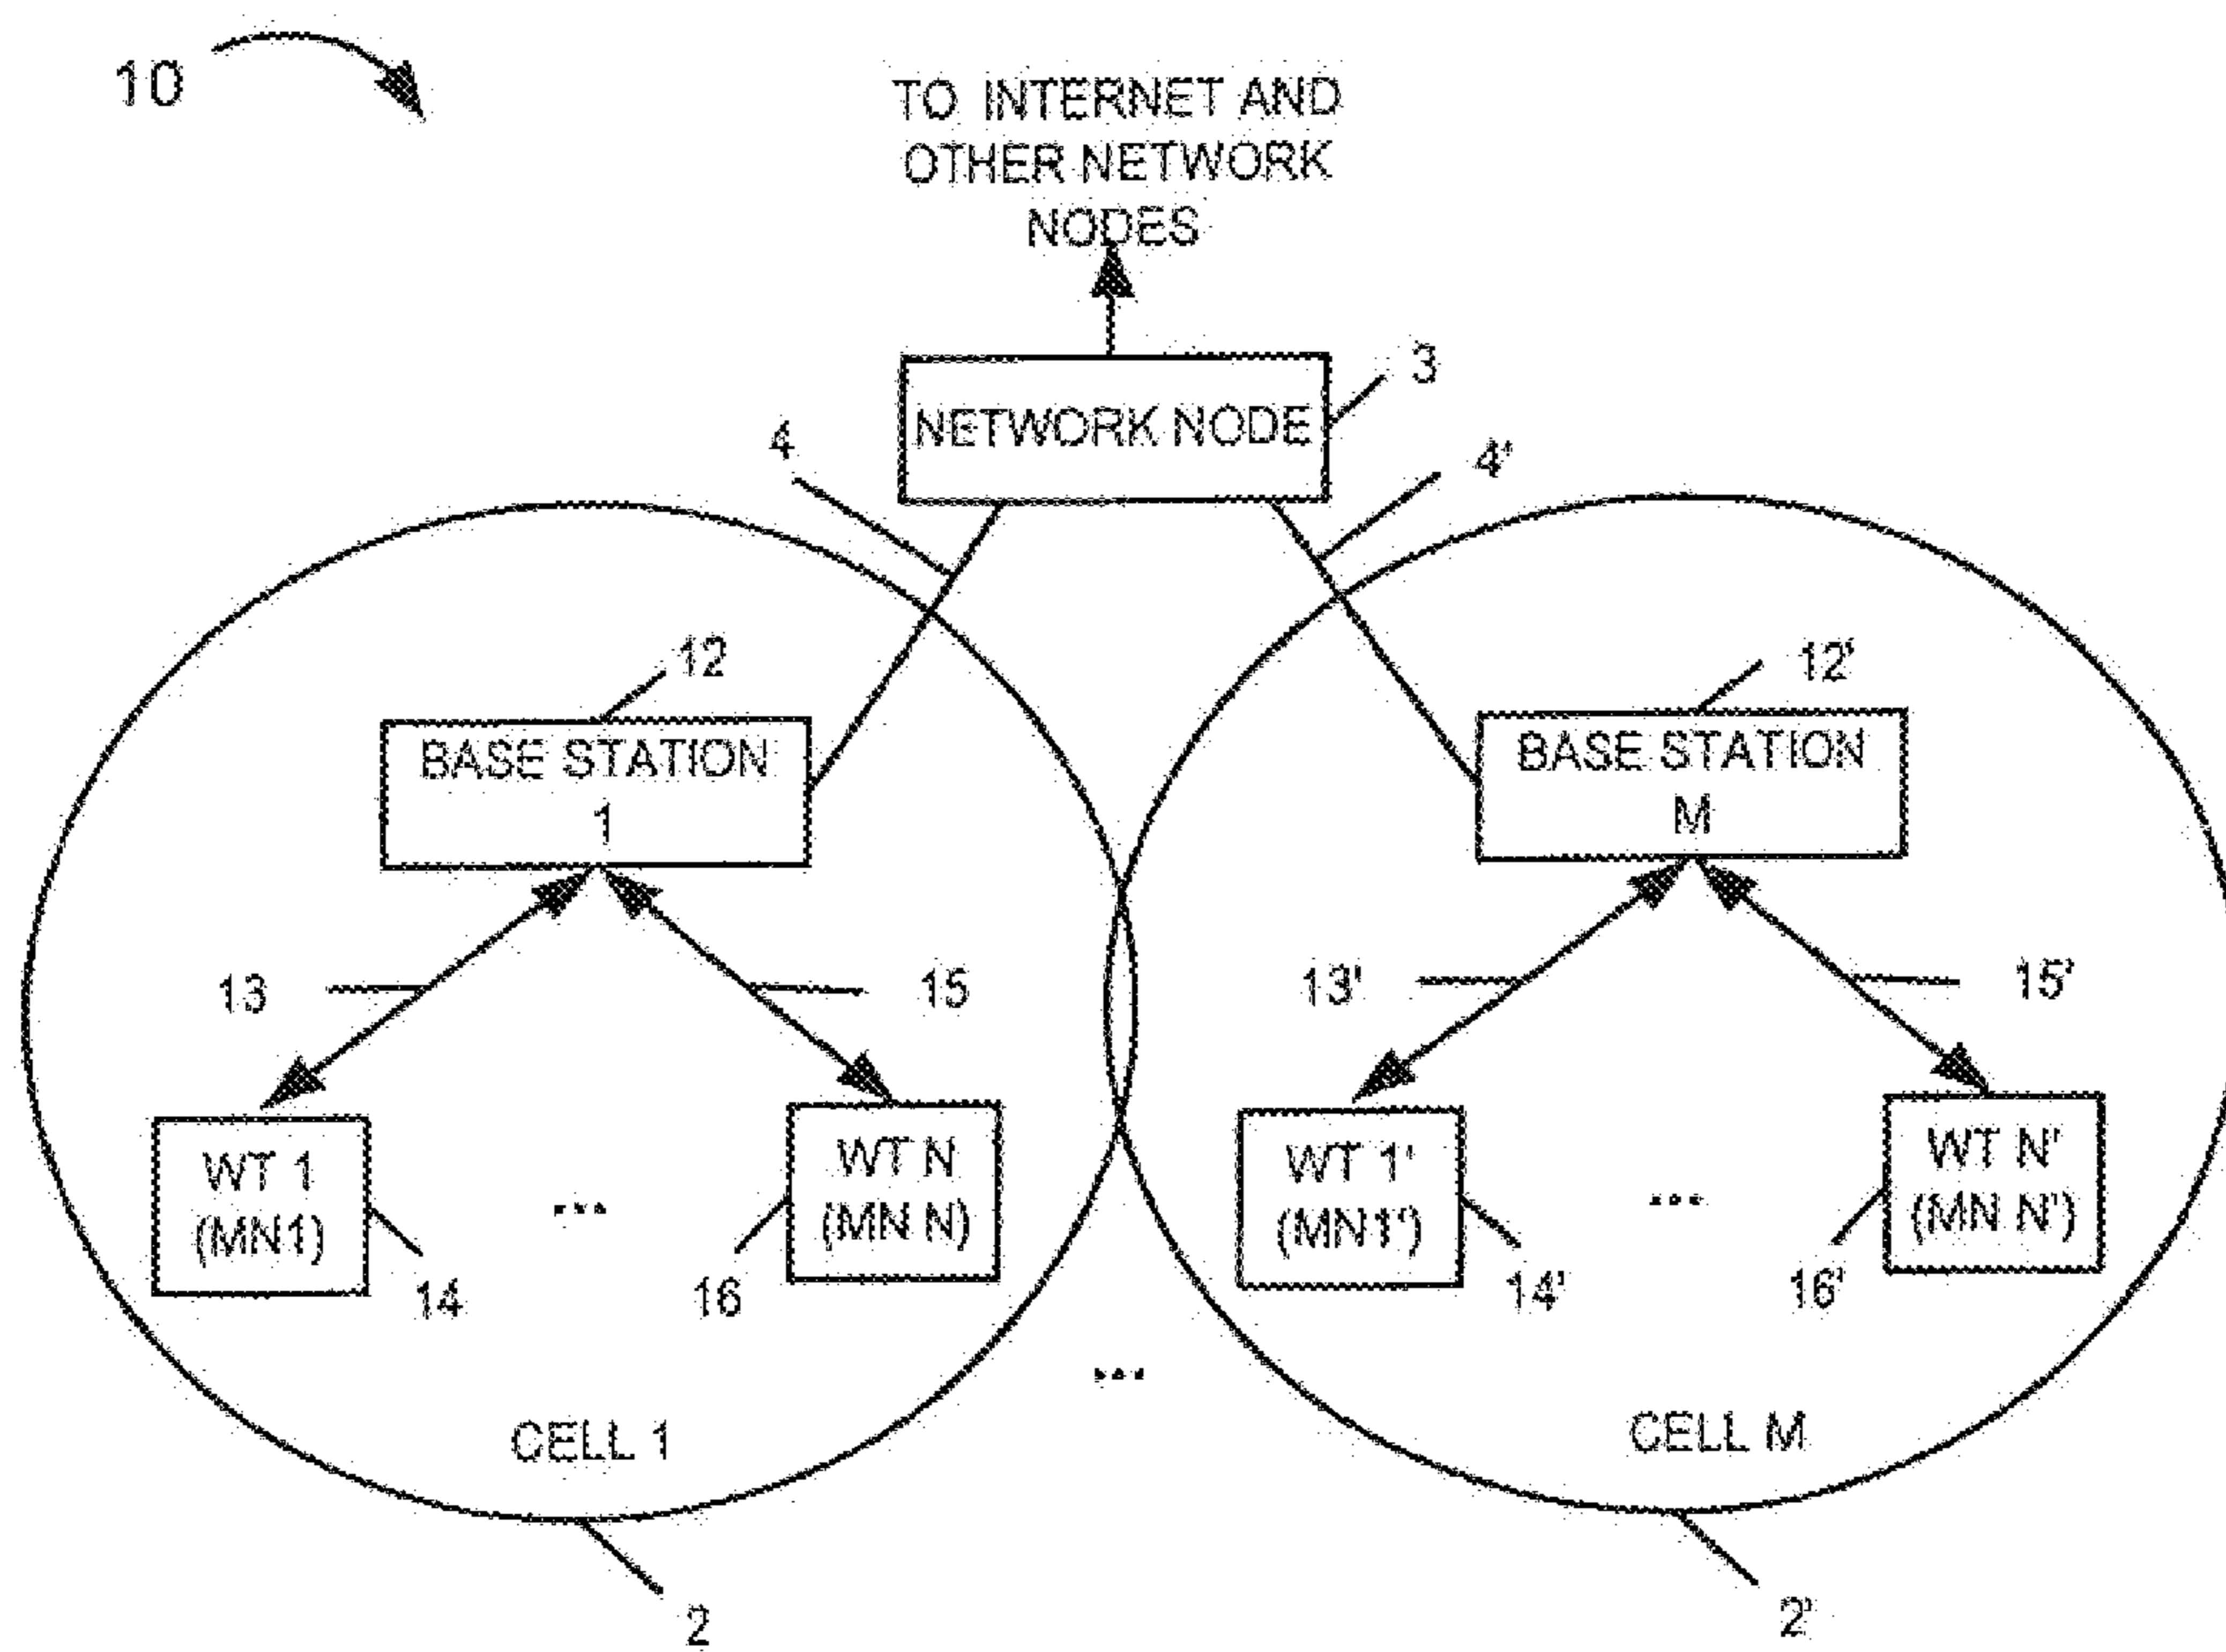 10
TO INTERNET AND
OTHER NETWORK
NODES
NETWORK NODE
3
4
4'
12
12'
BASE STATION
1
BASE STATION
M
13
15
13'
15'
WT 1
(MN1)
...
WT N
(MN N)
WT 1'
(MN1')
...
WT N'
(MN N')
14
16
14'
16'
...
CELL 1
CELL M
2
2'